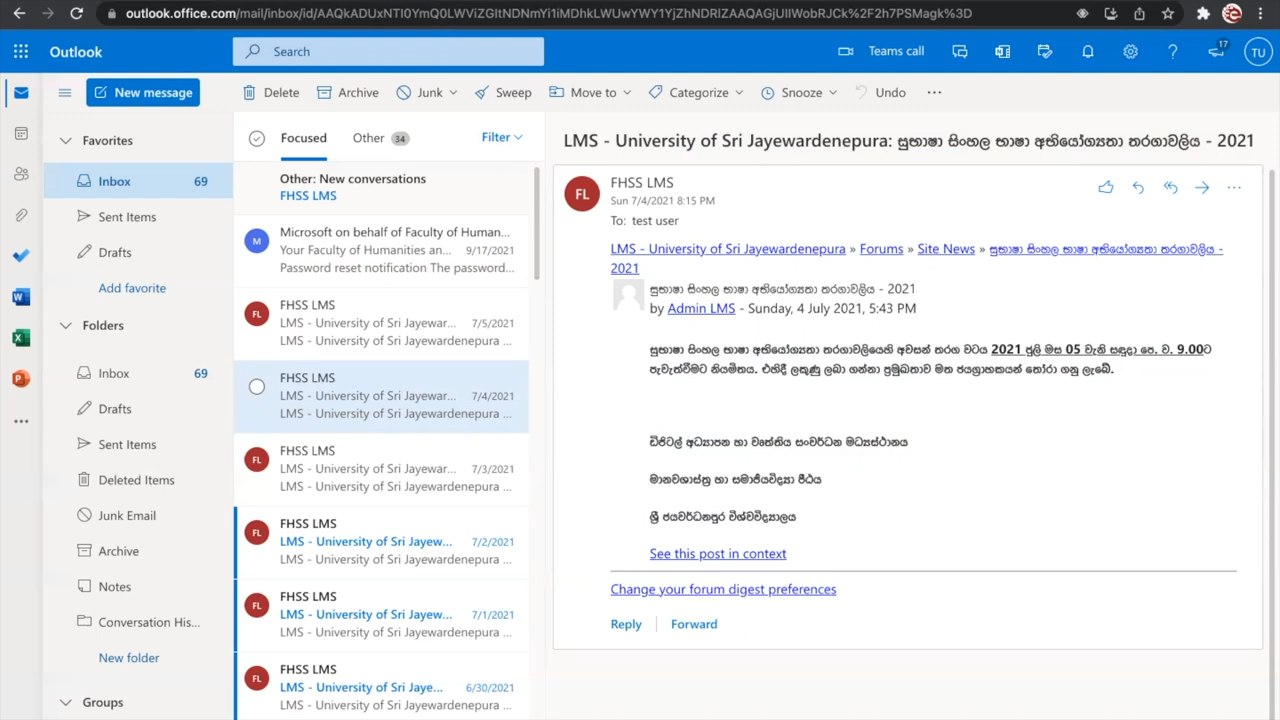 outlook.office.com/mail/inbox/id/AAQkADUxNTI0YmQ0LWViZGItNDNmYi1iMDhkLWUwYWY1YjZhNDRlZAAQAGjUlIWobRJCk%2F2h7PSMagk%3D
Outlook
Search
Teams call
17
TU
New message
Delete
Archive
Junk
Sweep
Move to
Categorize
Snooze
Undo
Favorites
Inbox 69
Sent Items
Drafts
Add favorite
Folders
Inbox 69
Drafts
Sent Items
Deleted Items
Junk Email
Archive
Notes
Conversation His...
New folder
Groups
Focused
Other 34
Filter
Other: New conversations
FHSS LMS
M
Microsoft on behalf of Faculty of Human...
Your Faculty of Humanities an... 9/17/2021
Password reset notification The password...
FL
FHSS LMS
LMS - University of Sri Jayewar... 7/5/2021
LMS - University of Sri Jayewardenepura ...
FHSS LMS
LMS - University of Sri Jayewar... 7/4/2021
LMS - University of Sri Jayewardenepura ...
FL
FHSS LMS
LMS - University of Sri Jayewar... 7/3/2021
LMS - University of Sri Jayewardenepura ...
FL
FHSS LMS
LMS - University of Sri Jayew... 7/2/2021
LMS - University of Sri Jayewardenepura ...
FL
FHSS LMS
LMS - University of Sri Jayew... 7/1/2021
LMS - University of Sri Jayewardenepura ...
FL
FHSS LMS
LMS - University of Sri Jaye... 6/30/2021
LMS - University of Sri Jayewardenepura ...
LMS - University of Sri Jayewardenepura: සුභාෂා සිංහල භාෂා අභියෝග්‍යතා තරගාවලිය - 2021
FL
FHSS LMS
Sun 7/4/2021 8:15 PM
To: test user
LMS - University of Sri Jayewardenepura » Forums » Site News » සුභාෂා සිංහල භාෂා අභියෝග්‍යතා තරගාවලිය -
2021
සුභාෂා සිංහල භාෂා අභියෝග්‍යතා තරගාවලිය - 2021
by Admin LMS - Sunday, 4 July 2021, 5:43 PM
සුභාෂා සිංහල භාෂා අභියෝග්‍යතා තරගාවලියෙහි අවසන් තරග වටය 2021 ජුලි මස 05 වැනි සඳුදා පෙ. ව. 9.00ට
පැවැත්වීමට නියමිතය. එහිදී ලකුණු ලබා ගන්නා ප්‍රමුඛතාව මත ජයග්‍රාහකයන් තෝරා ගනු ලැබේ.
ඩිජිටල් අධ්‍යාපන හා වෘත්තීය සංවර්ධන මධ්‍යස්ථානය
මානවශාස්ත්‍ර හා සමාජීයවිද්‍යා පීඨය
ශ්‍රී ජයවර්ධනපුර විශ්වවිද්‍යාලය
See this post in context
Change your forum digest preferences
Reply
Forward